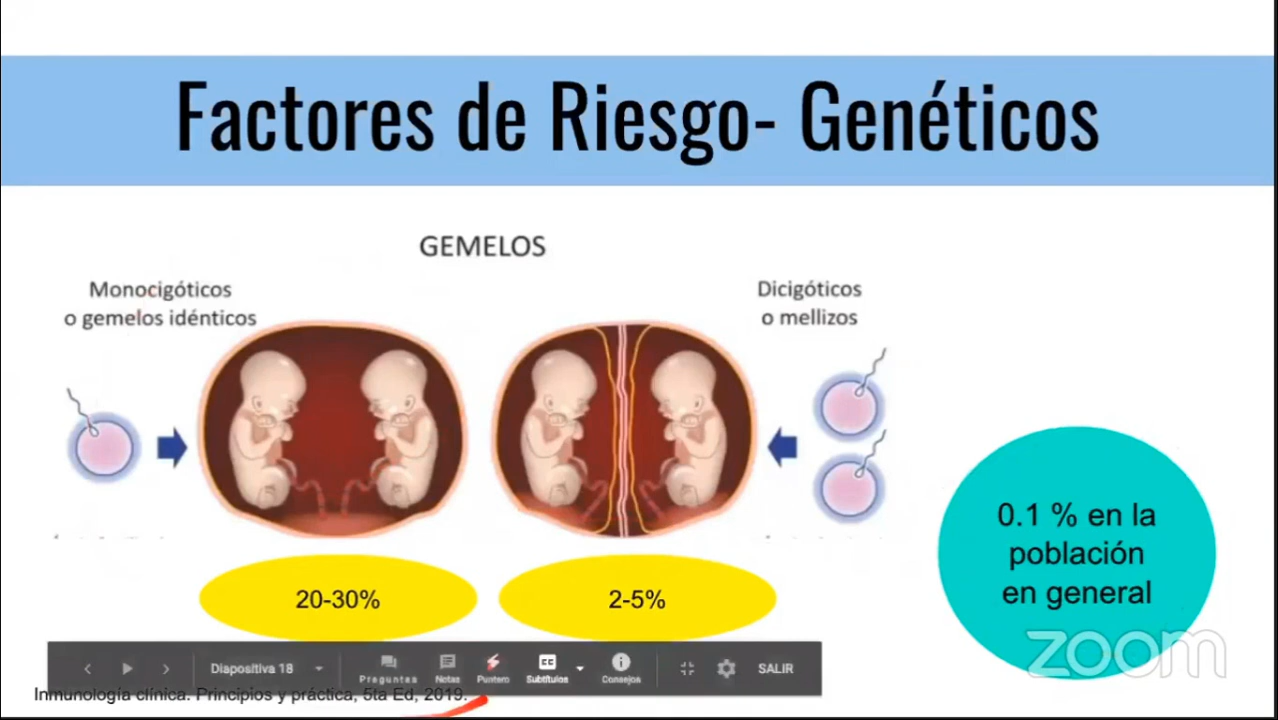 Factores de Riesgo- Genéticos
GEMELOS
Monocigóticos
o gemelos idénticos
Dicigóticos
o mellizos
0.1 % en la
población
en general
20-30%
2-5%
zoom
Diapositiva 18
Preguntas
Notas
Puntero
CC
Subtítulos
Consejos
SALIR
Inmunología clínica. Principios y práctica, 5ta Ed, 2019.